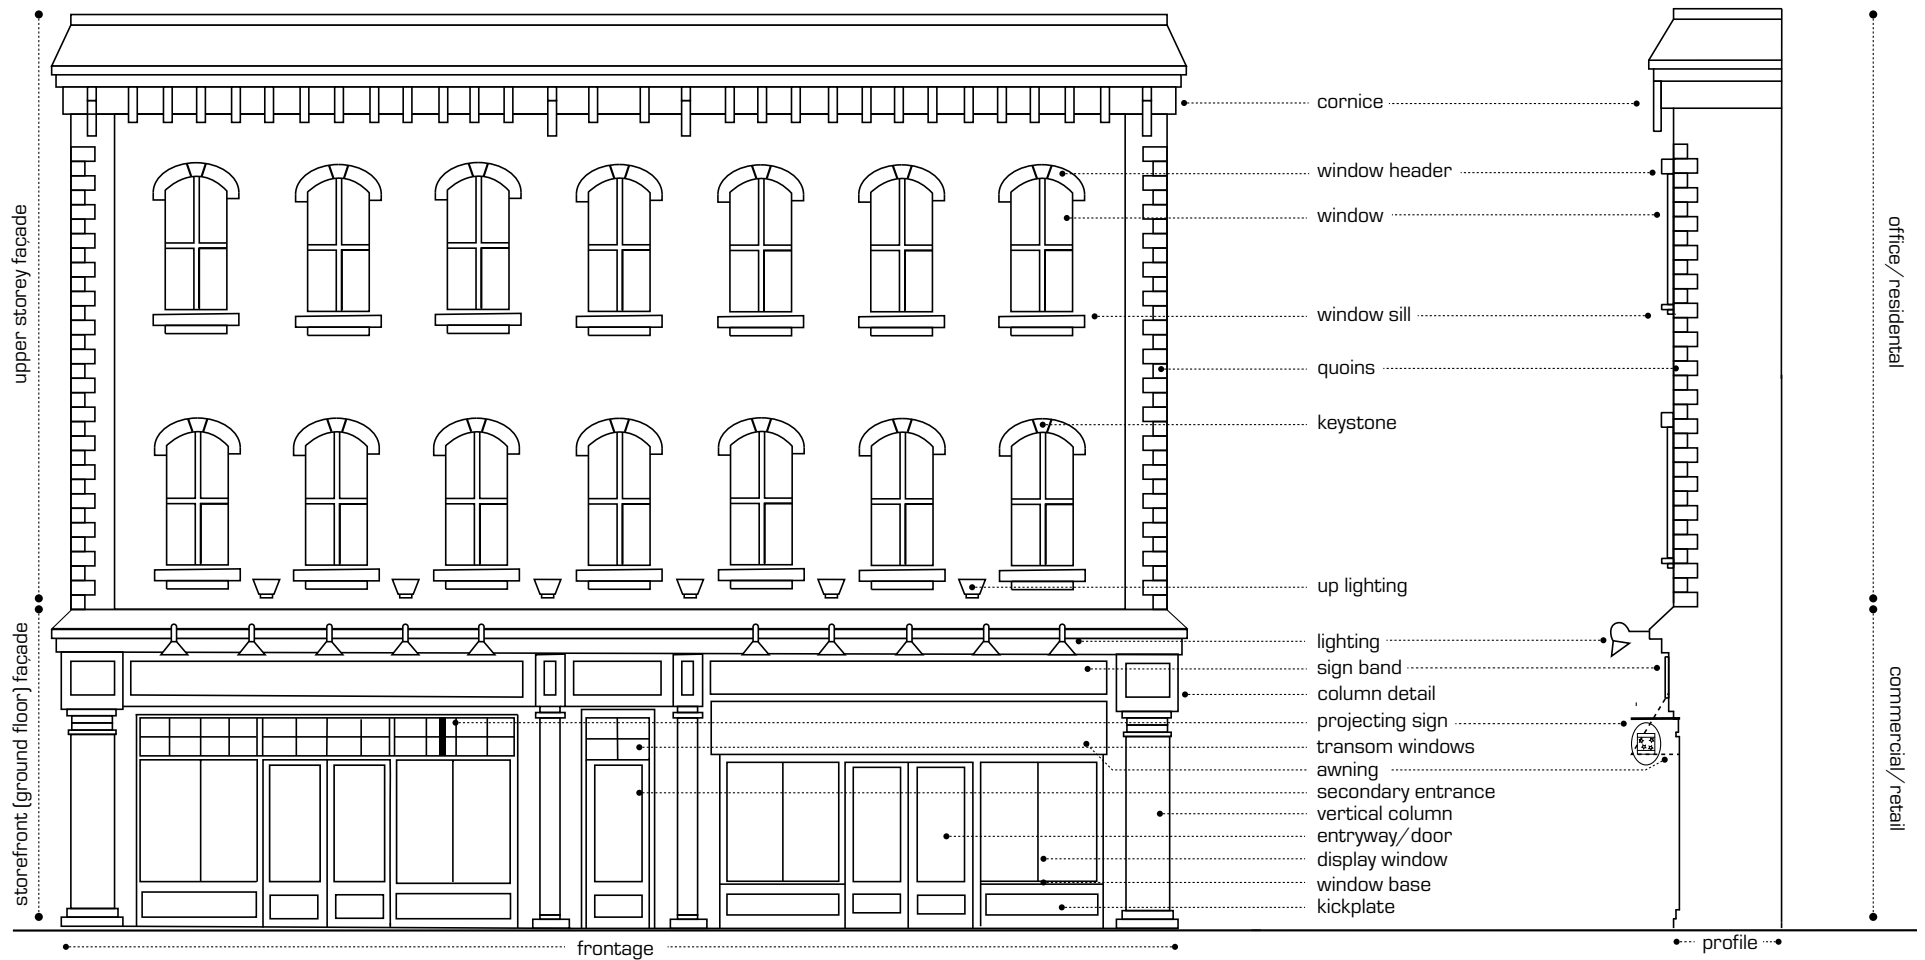 cornice
window header
window
window sill
quoins
keystone
up lighting
lighting
sign band
column detail
projecting sign
transom windows
awning
secondary entrance
vertical column
entryway/door
display window
window base
kickplate
upper storey façade
storefront (ground floor) façade
office/residental
commercial/retail
frontage
profile